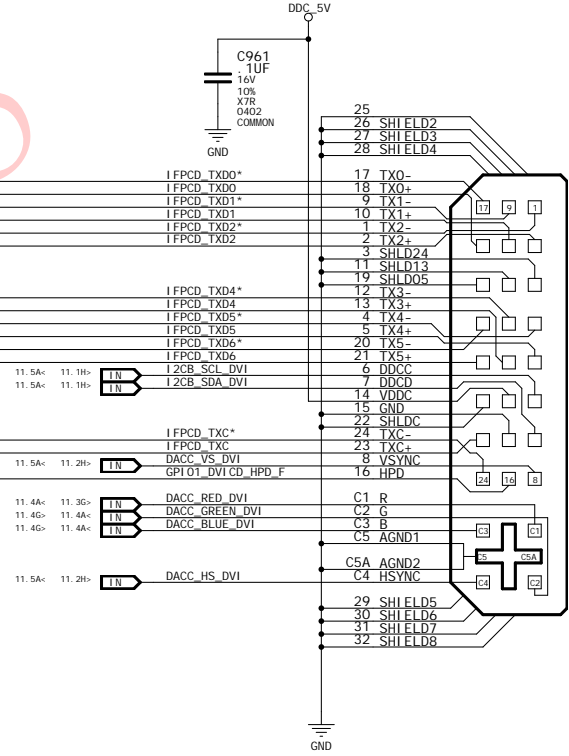 DDC_5V
C961
.1UF
16V
10%
X7R
0402
COMMON
GND
25
26 SHIELD2
27 SHIELD3
28 SHIELD4
IFPCD_TXD0* 17 TX0-
IFPCD_TXD0 18 TX0+
IFPCD_TXD1* 9 TX1-
IFPCD_TXD1 10 TX1+
IFPCD_TXD2* 1 TX2-
IFPCD_TXD2 2 TX2+
3 SHLD24
11 SHLD13
19 SHLD05
IFPCD_TXD4* 12 TX3-
IFPCD_TXD4 13 TX3+
IFPCD_TXD5* 4 TX4-
IFPCD_TXD5 5 TX4+
IFPCD_TXD6* 20 TX5-
IFPCD_TXD6 21 TX5+
11.5A< 11.1H> IN I2CB_SCL_DVI 6 DDCC
11.5A< 11.1H> IN I2CB_SDA_DVI 7 DDCD
14 VDDC
15 GND
22 SHLDC
IFPCD_TXC* 24 TXC-
IFPCD_TXC 23 TXC+
11.5A< 11.2H> IN DACC_VS_DVI 8 VSYNC
GPIO1_DVICD_HPD_F 16 HPD
11.4A< 11.3G> IN DACC_RED_DVI C1 R
11.4G> 11.4A< IN DACC_GREEN_DVI C2 G
11.4G> 11.4A< IN DACC_BLUE_DVI C3 B
C5 AGND1
C5A AGND2
11.5A< 11.2H> IN DACC_HS_DVI C4 HSYNC
29 SHIELD5
30 SHIELD6
31 SHIELD7
32 SHIELD8
17 9 1
24 16 8
C3 C1
C5 C5A
C4 C2
GND